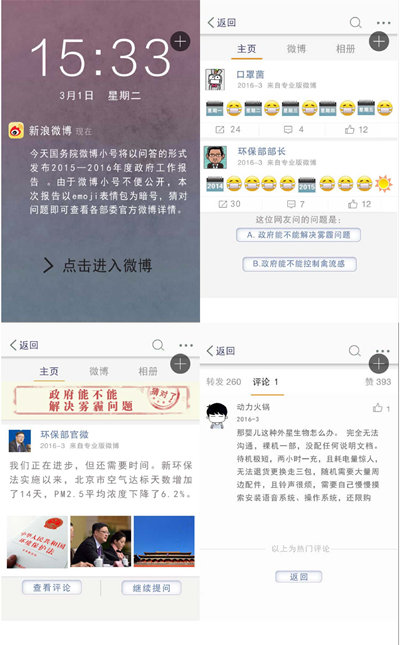 15:33
3月1日 星期二
新浪微博 现在
今天国务院微博小号将以问答的形式
发布2015—2016年度政府工作报
告 。由于微博小号不便公开，本
次报告以emoji表情包为暗号，猜对
问题即可查看各部委官方微博详情。
点击进入微博
返回
主页 微博 相册
口罩菌
2016-3 来自专业版微博
星期一 星期二 星期三 星期四 星期五
24 4 12
环保部部长
2016-3 来自专业版微博
2014 2015
30 7 12
这位网友问的问题是：
A. 政府能不能解决雾霾问题
B.政府能不能控制禽流感
返回
主页 微博 相册
政府能不能
解决雾霾问题
猜对了
环保部官微
2016-3 来自专业版微博
我们正在进步，但还需要时间。新环保
法实施以来，北京市空气达标天数增加
了14天，PM2.5平均浓度下降了6.2%。
中华人民共和国
环境保护法
查看评论 继续提问
返回
转发 260 评论 1 赞 393
动力火锅 1
2016-3
那婴儿这种外星生物怎么办。 完全无法
沟通，裸机一部，没配任何说明文档。
待机极短，两小时一充，且耗电量惊人，
无法退货更换走三包，随机需要大量周
边配件，且铃声很烦，需要自己慢慢摸
索安装语音系统、操作系统，还限购
以上为热门评论
返回